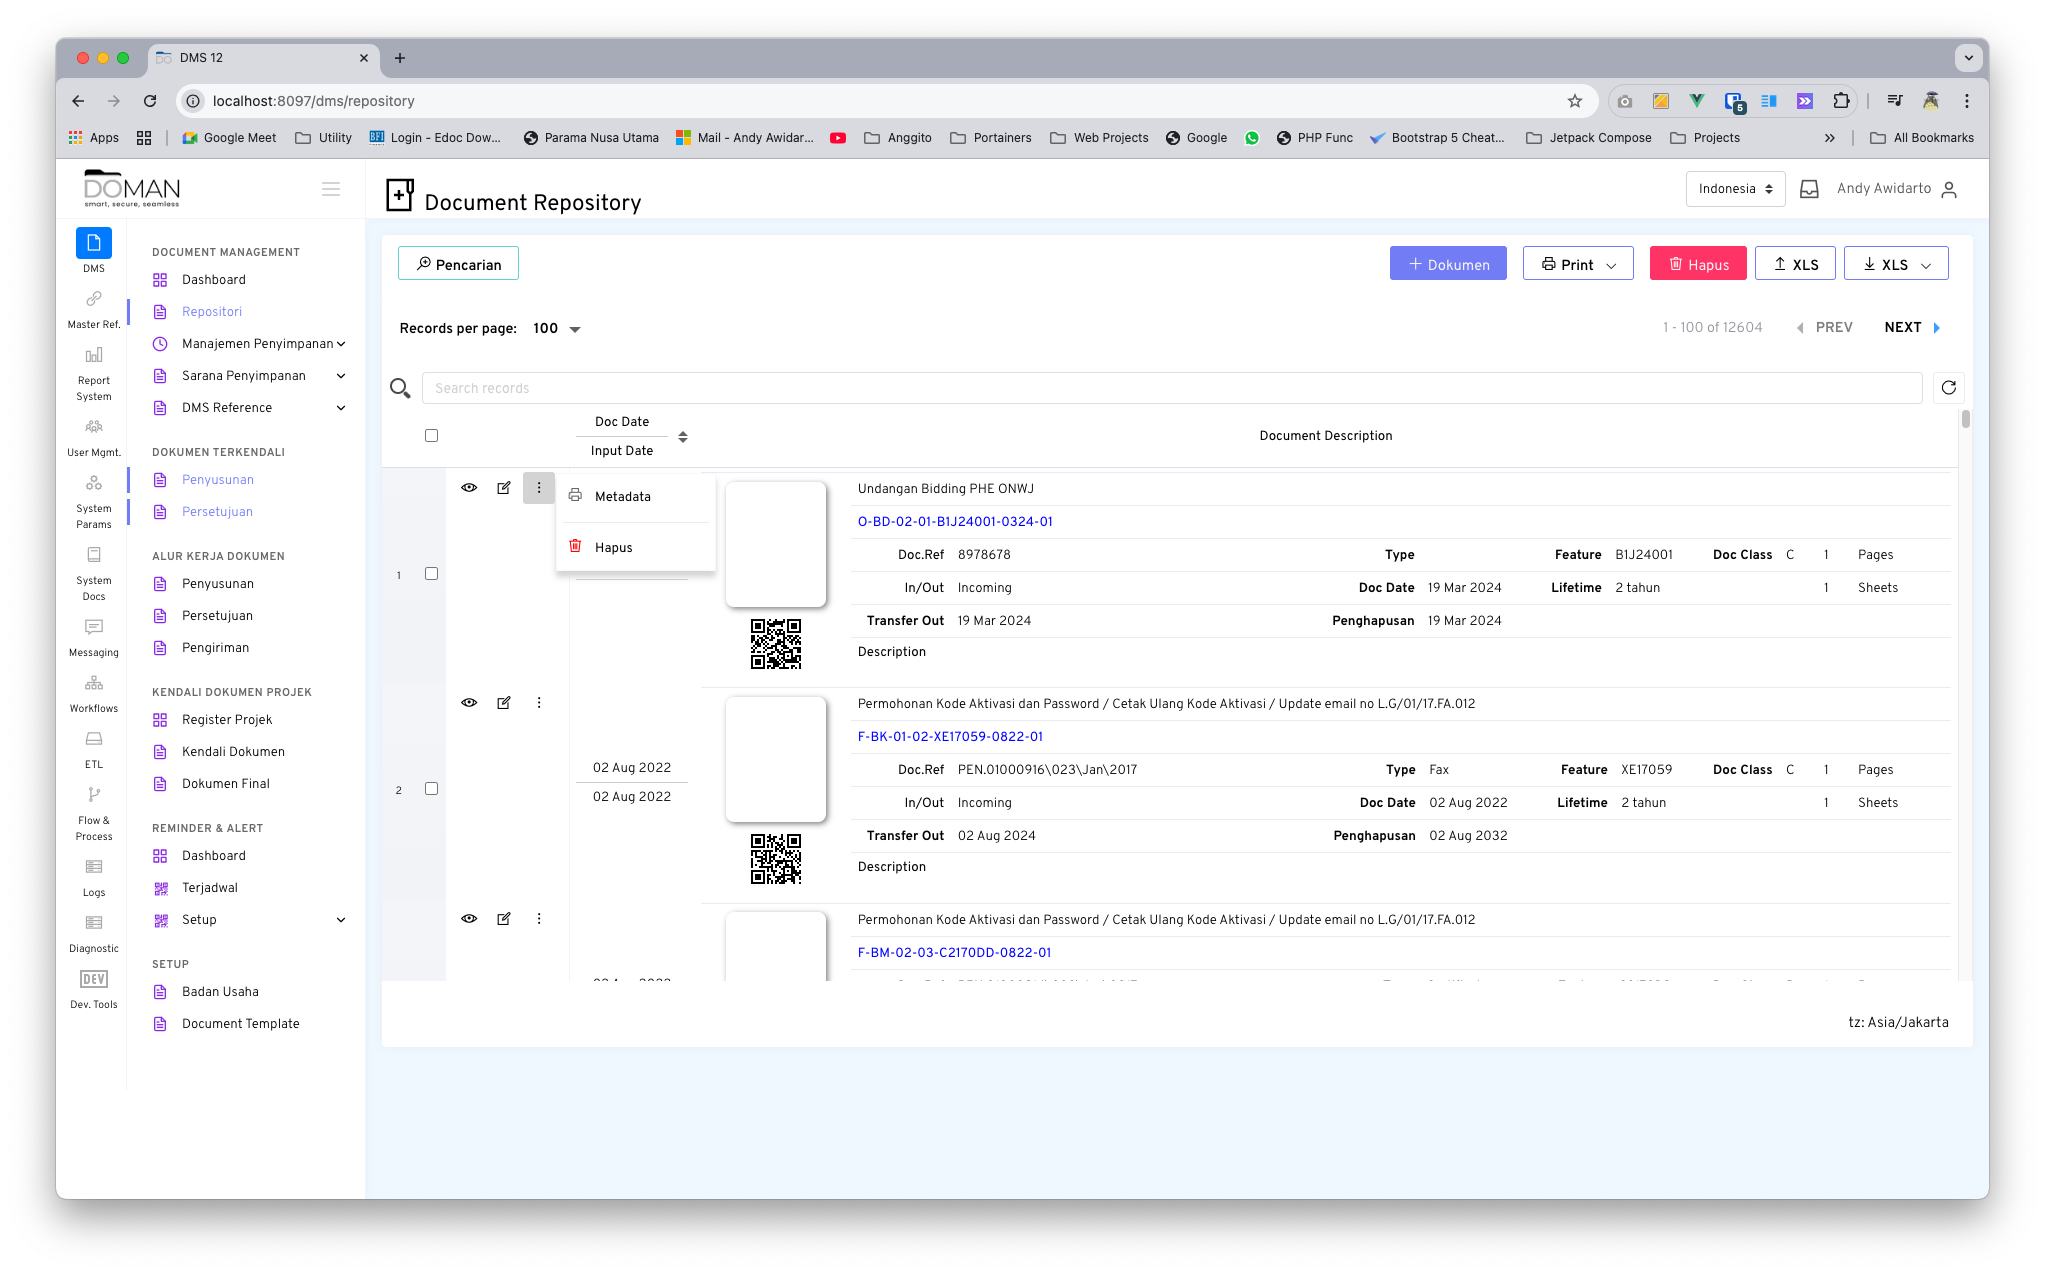 DMS 12
localhost:8097/dms/repository
5
Apps
Google Meet
Utility
Login - Edoc Dow...
Parama Nusa Utama
Mail - Andy Awidar...
Anggito
Portainers
Web Projects
Google
PHP Func
Bootstrap 5 Cheat...
Jetpack Compose
Projects
All Bookmarks
DOMAN
smart, secure, seamless
Document Repository
Indonesia
Andy Awidarto
DMS
Master Ref.
Report
System
User Mgmt.
System
Params
System
Docs
Messaging
Workflows
ETL
Flow &
Process
Logs
Diagnostic
DEV
Dev. Tools
DOCUMENT MANAGEMENT
Dashboard
Repositori
Manajemen Penyimpanan
Sarana Penyimpanan
DMS Reference
DOKUMEN TERKENDALI
Penyusunan
Persetujuan
ALUR KERJA DOKUMEN
Penyusunan
Persetujuan
Pengiriman
KENDALI DOKUMEN PROJEK
Register Projek
Kendali Dokumen
Dokumen Final
REMINDER & ALERT
Dashboard
Terjadwal
Setup
SETUP
Badan Usaha
Document Template
Pencarian
Dokumen
Print
Hapus
XLS
XLS
Records per page: 100
1 - 100 of 12604
PREV
NEXT
Search records
Doc Date
Input Date
Document Description
Metadata
Hapus
1
Undangan Bidding PHE ONWJ
O-BD-02-01-B1J24001-0324-01
Doc.Ref 8978678 Type Feature B1J24001 Doc Class C 1 Pages
In/Out Incoming Doc Date 19 Mar 2024 Lifetime 2 tahun 1 Sheets
Transfer Out 19 Mar 2024 Penghapusan 19 Mar 2024
Description
2
02 Aug 2022
02 Aug 2022
Permohonan Kode Aktivasi dan Password / Cetak Ulang Kode Aktivasi / Update email no L.G/01/17.FA.012
F-BK-01-02-XE17059-0822-01
Doc.Ref PEN.01000916\023\Jan\2017 Type Fax Feature XE17059 Doc Class C 1 Pages
In/Out Incoming Doc Date 02 Aug 2022 Lifetime 2 tahun 1 Sheets
Transfer Out 02 Aug 2024 Penghapusan 02 Aug 2032
Description
Permohonan Kode Aktivasi dan Password / Cetak Ulang Kode Aktivasi / Update email no L.G/01/17.FA.012
F-BM-02-03-C2170DD-0822-01
tz: Asia/Jakarta